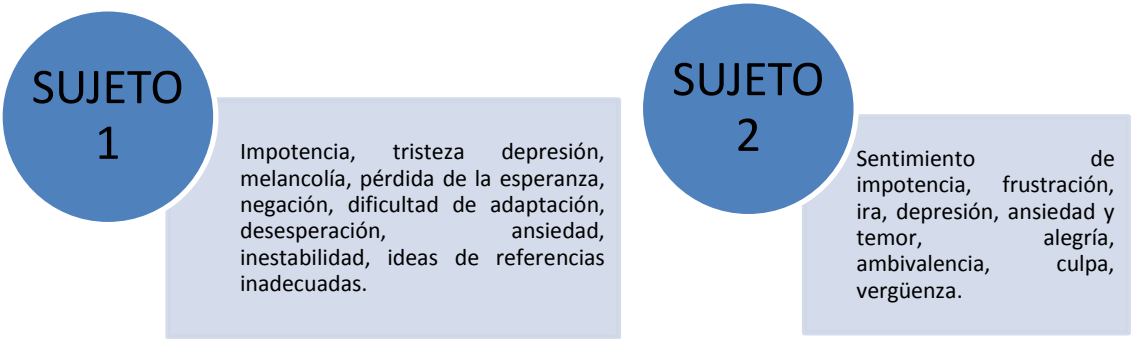 SUJETO
1
Impotencia, tristeza depresión,
melancolía, pérdida de la esperanza,
negación, dificultad de adaptación,
desesperación, ansiedad,
inestabilidad, ideas de referencias
inadecuadas.
SUJETO
2
Sentimiento de
impotencia, frustración,
ira, depresión, ansiedad y
temor, alegría,
ambivalencia, culpa,
vergüenza.